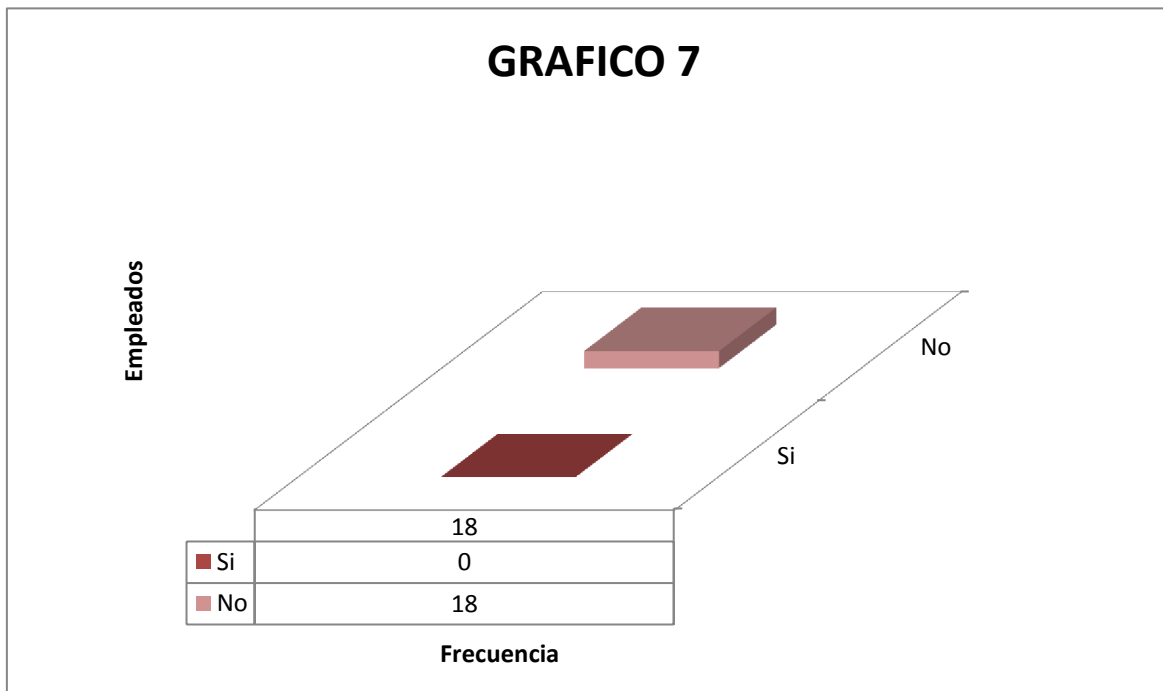 GRAFICO 7
Empleados
No
Si
18
Si 0
No 18
Frecuencia